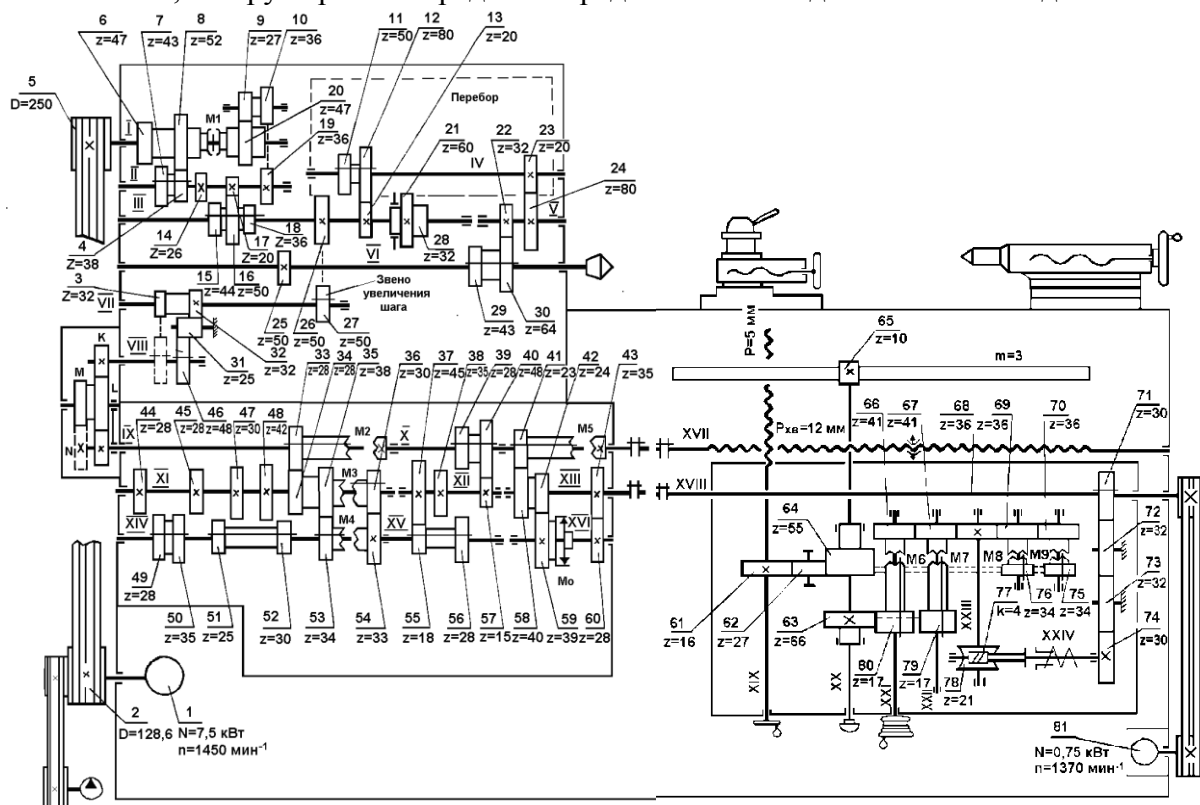 6
z=47
7
z=43
8
z=52
9
z=27
10
z=36
11
z=50
12
z=80
13
z=20
5
D=250
Перебор
I
M1
20
z=47
19
z=36
21
z=60
22
z=32
23
z=20
IV
24
z=80
II
III
V
4
Z=38
14
Z=26
15
z=44
16
z=50
17
Z=20
18
Z=36
VI
28
z=32
3
Z=32
VII
Звено
увеличения
шага
25
z=50
26
z=50
27
z=50
29
z=43
30
z=64
P=5 мм
65
z=10
m=3
K
VIII
31
z=25
32
z=32
33
z=28
34
z=28
35
z=38
36
z=30
37
z=45
38
z=35
39
z=28
40
z=48
41
z=23
42
z=24
43
z=35
M
L
N
44
z=28
45
z=28
46
z=48
47
z=30
48
z=42
IX
M2
X
M5
XVII
Pхв=12 мм
66
z=41
67
z=41
68
z=36
69
z=36
70
z=36
71
z=30
XI
M3
XII
XIII
XVIII
XIV
M4
XV
XVI
Mo
64
z=55
M6
M7
M8
M9
72
z=32
73
z=32
74
z=30
49
z=28
50
z=35
51
z=25
52
z=30
53
z=34
54
z=33
55
z=18
56
z=28
57
z=15
58
z=40
59
z=39
60
z=28
61
z=16
62
z=27
63
z=66
77
k=4
76
z=34
75
z=34
XXIII
XXIV
80
z=17
79
z=17
78
z=21
XIX
XX
XXI
XXII
2
D=128,6
1
N=7,5 кВт
n=1450 мин⁻¹
81
N=0,75 кВт
n=1370 мин⁻¹